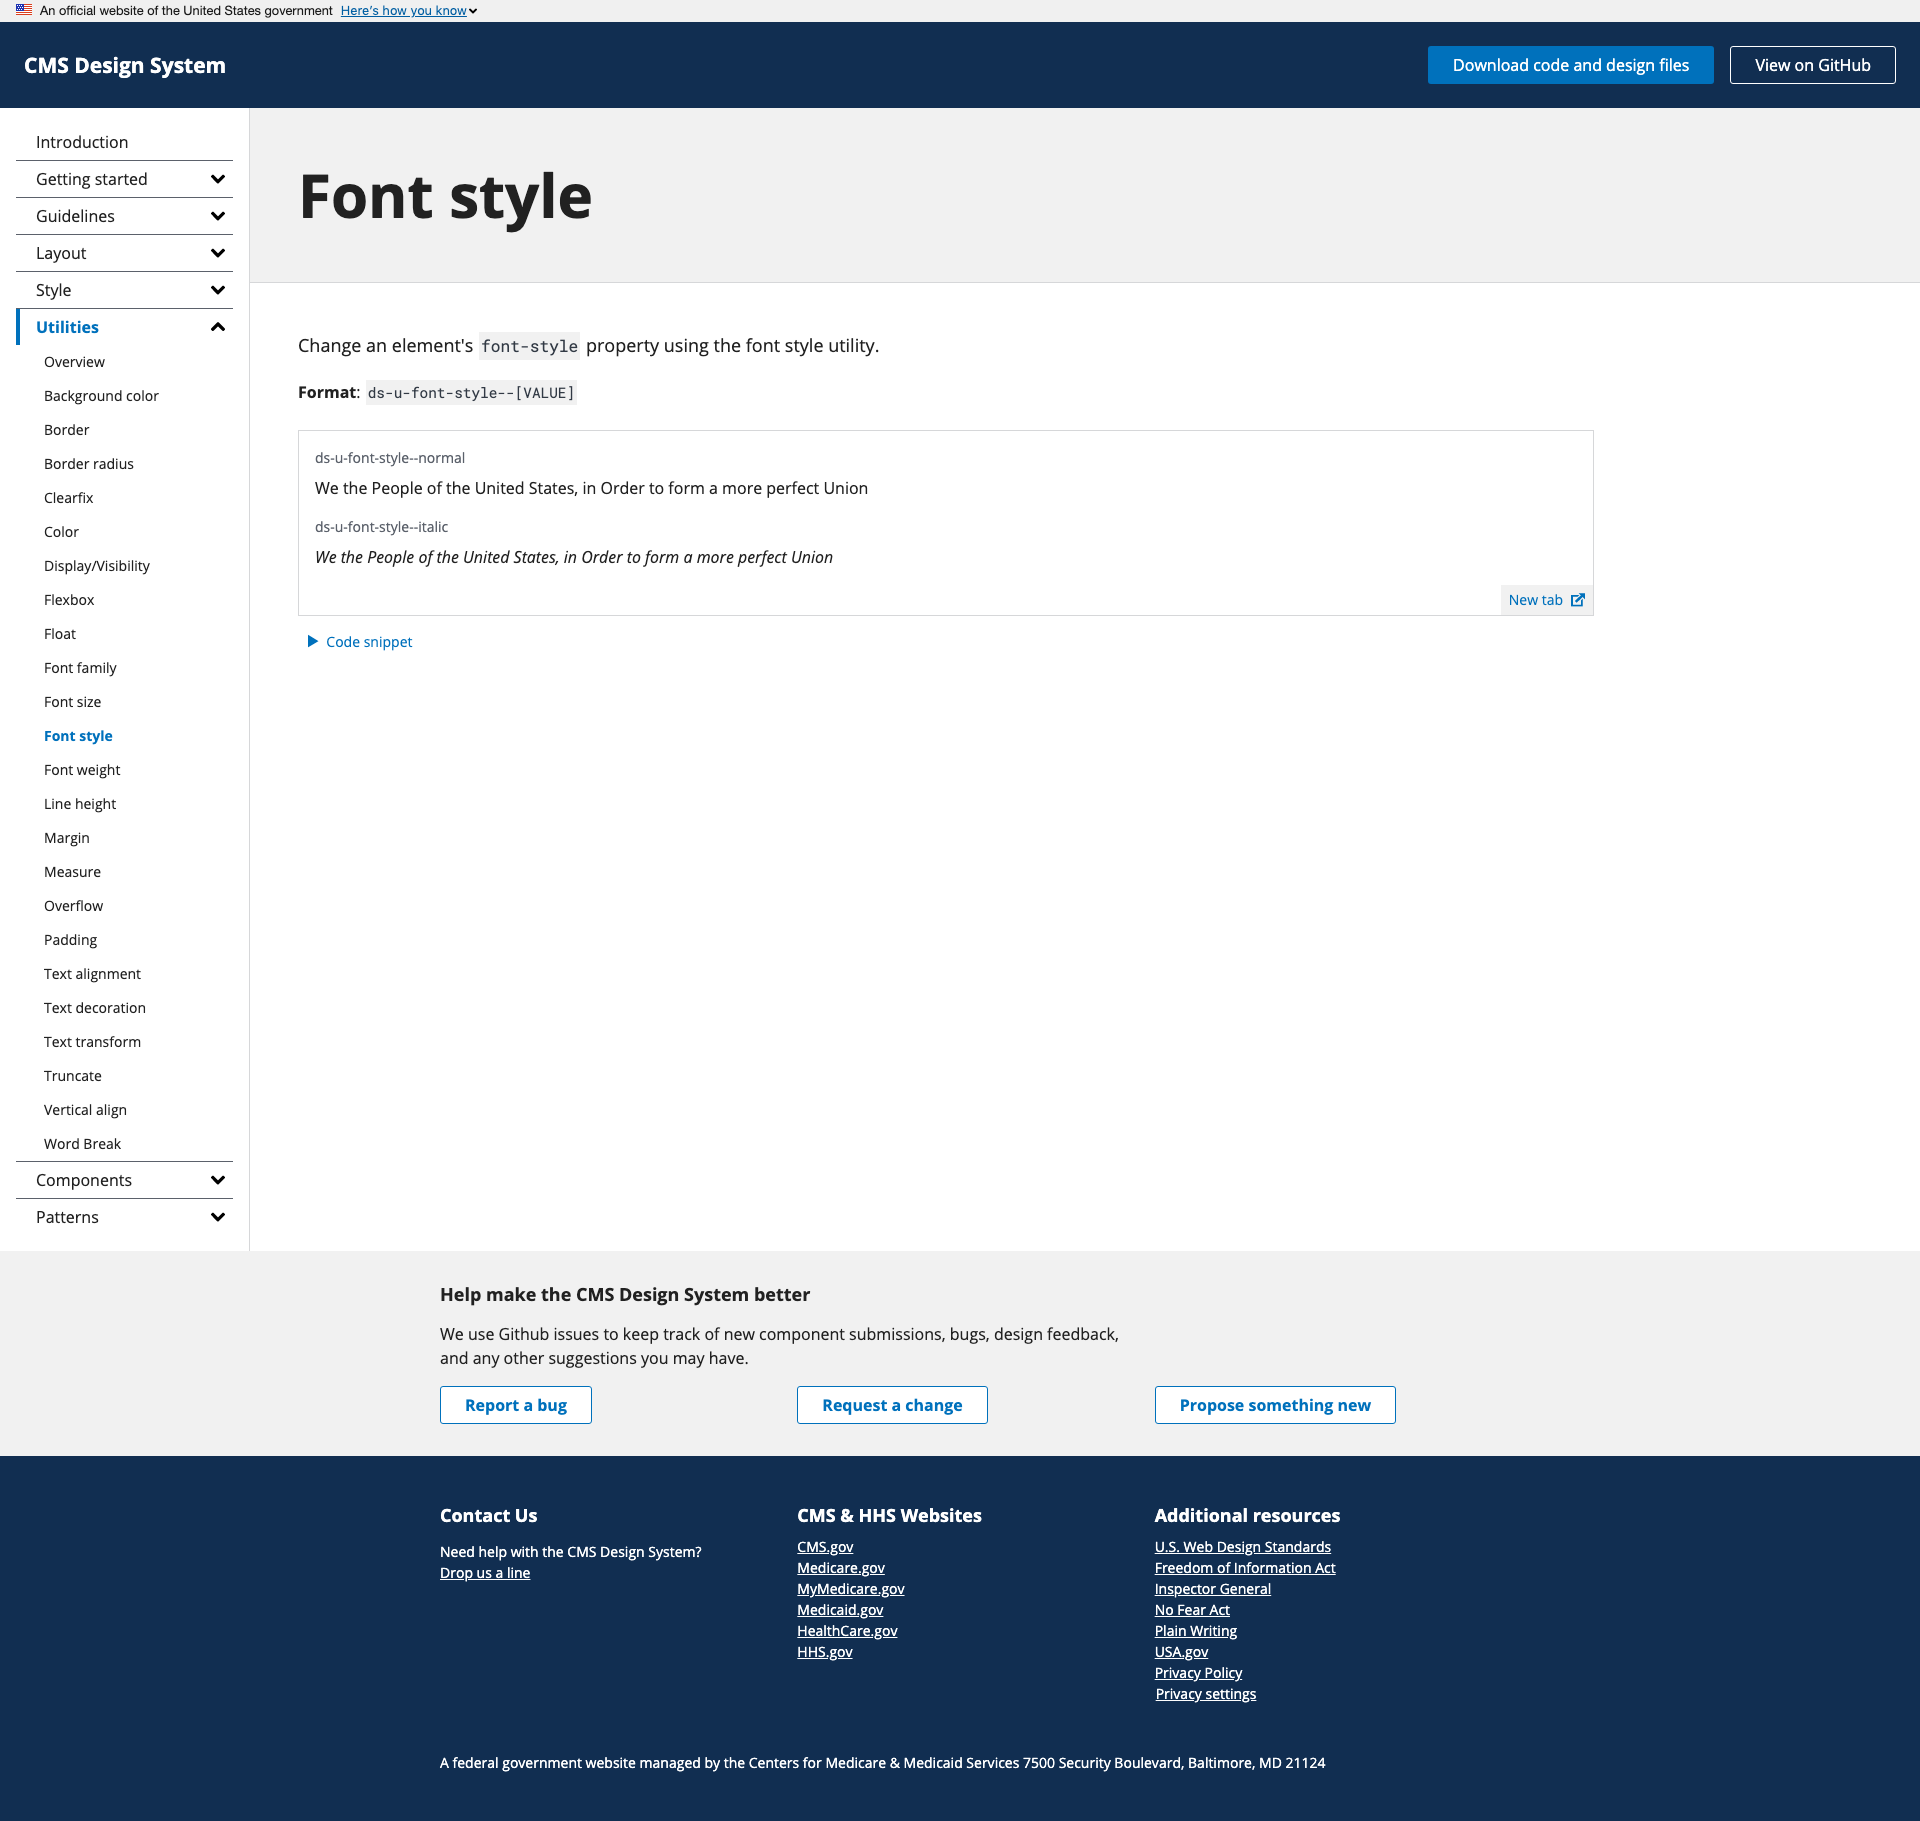 An official website of the United States government Here's how you know
CMS Design System
Download code and design files
View on GitHub
Introduction
Getting started
Guidelines
Layout
Style
Utilities
Overview
Background color
Border
Border radius
Clearfix
Color
Display/Visibility
Flexbox
Float
Font family
Font size
Font style
Font weight
Line height
Margin
Measure
Overflow
Padding
Text alignment
Text decoration
Text transform
Truncate
Vertical align
Word Break
Components
Patterns
Font style
Change an element's font-style property using the font style utility.
Format: ds-u-font-style--[VALUE]
ds-u-font-style--normal
We the People of the United States, in Order to form a more perfect Union
ds-u-font-style--italic
We the People of the United States, in Order to form a more perfect Union
New tab
Code snippet
Help make the CMS Design System better
We use Github issues to keep track of new component submissions, bugs, design feedback,
and any other suggestions you may have.
Report a bug
Request a change
Propose something new
Contact Us
Need help with the CMS Design System?
Drop us a line
CMS & HHS Websites
CMS.gov
Medicare.gov
MyMedicare.gov
Medicaid.gov
HealthCare.gov
HHS.gov
Additional resources
U.S. Web Design Standards
Freedom of Information Act
Inspector General
No Fear Act
Plain Writing
USA.gov
Privacy Policy
Privacy settings
A federal government website managed by the Centers for Medicare & Medicaid Services 7500 Security Boulevard, Baltimore, MD 21124